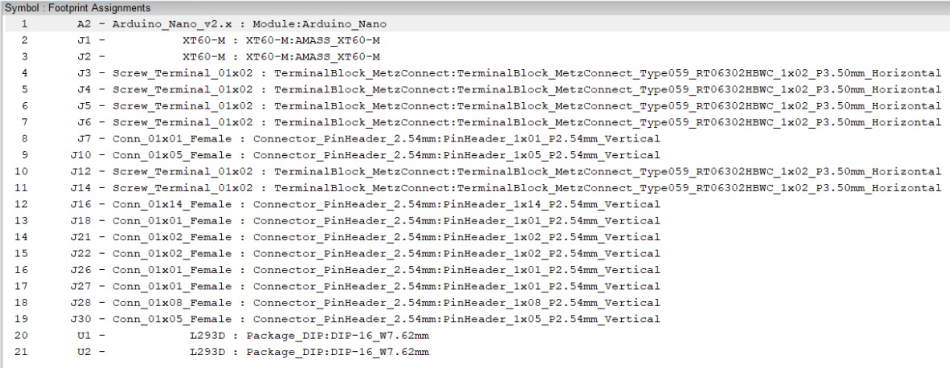 Symbol : Footprint Assignments
1 A2 - Arduino_Nano_v2.x : Module:Arduino_Nano
2 J1 - XT60-M : XT60-M:AMASS_XT60-M
3 J2 - XT60-M : XT60-M:AMASS_XT60-M
4 J3 - Screw_Terminal_01x02 : TerminalBlock_MetzConnect:TerminalBlock_MetzConnect_Type059_RT06302HBWC_1x02_P3.50mm_Horizontal
5 J4 - Screw_Terminal_01x02 : TerminalBlock_MetzConnect:TerminalBlock_MetzConnect_Type059_RT06302HBWC_1x02_P3.50mm_Horizontal
6 J5 - Screw_Terminal_01x02 : TerminalBlock_MetzConnect:TerminalBlock_MetzConnect_Type059_RT06302HBWC_1x02_P3.50mm_Horizontal
7 J6 - Screw_Terminal_01x02 : TerminalBlock_MetzConnect:TerminalBlock_MetzConnect_Type059_RT06302HBWC_1x02_P3.50mm_Horizontal
8 J7 - Conn_01x01_Female : Connector_PinHeader_2.54mm:PinHeader_1x01_P2.54mm_Vertical
9 J10 - Conn_01x05_Female : Connector_PinHeader_2.54mm:PinHeader_1x05_P2.54mm_Vertical
10 J12 - Screw_Terminal_01x02 : TerminalBlock_MetzConnect:TerminalBlock_MetzConnect_Type059_RT06302HBWC_1x02_P3.50mm_Horizontal
11 J14 - Screw_Terminal_01x02 : TerminalBlock_MetzConnect:TerminalBlock_MetzConnect_Type059_RT06302HBWC_1x02_P3.50mm_Horizontal
12 J16 - Conn_01x14_Female : Connector_PinHeader_2.54mm:PinHeader_1x14_P2.54mm_Vertical
13 J18 - Conn_01x01_Female : Connector_PinHeader_2.54mm:PinHeader_1x01_P2.54mm_Vertical
14 J21 - Conn_01x02_Female : Connector_PinHeader_2.54mm:PinHeader_1x02_P2.54mm_Vertical
15 J22 - Conn_01x02_Female : Connector_PinHeader_2.54mm:PinHeader_1x02_P2.54mm_Vertical
16 J26 - Conn_01x01_Female : Connector_PinHeader_2.54mm:PinHeader_1x01_P2.54mm_Vertical
17 J27 - Conn_01x01_Female : Connector_PinHeader_2.54mm:PinHeader_1x01_P2.54mm_Vertical
18 J28 - Conn_01x08_Female : Connector_PinHeader_2.54mm:PinHeader_1x08_P2.54mm_Vertical
19 J30 - Conn_01x05_Female : Connector_PinHeader_2.54mm:PinHeader_1x05_P2.54mm_Vertical
20 U1 - L293D : Package_DIP:DIP-16_W7.62mm
21 U2 - L293D : Package_DIP:DIP-16_W7.62mm